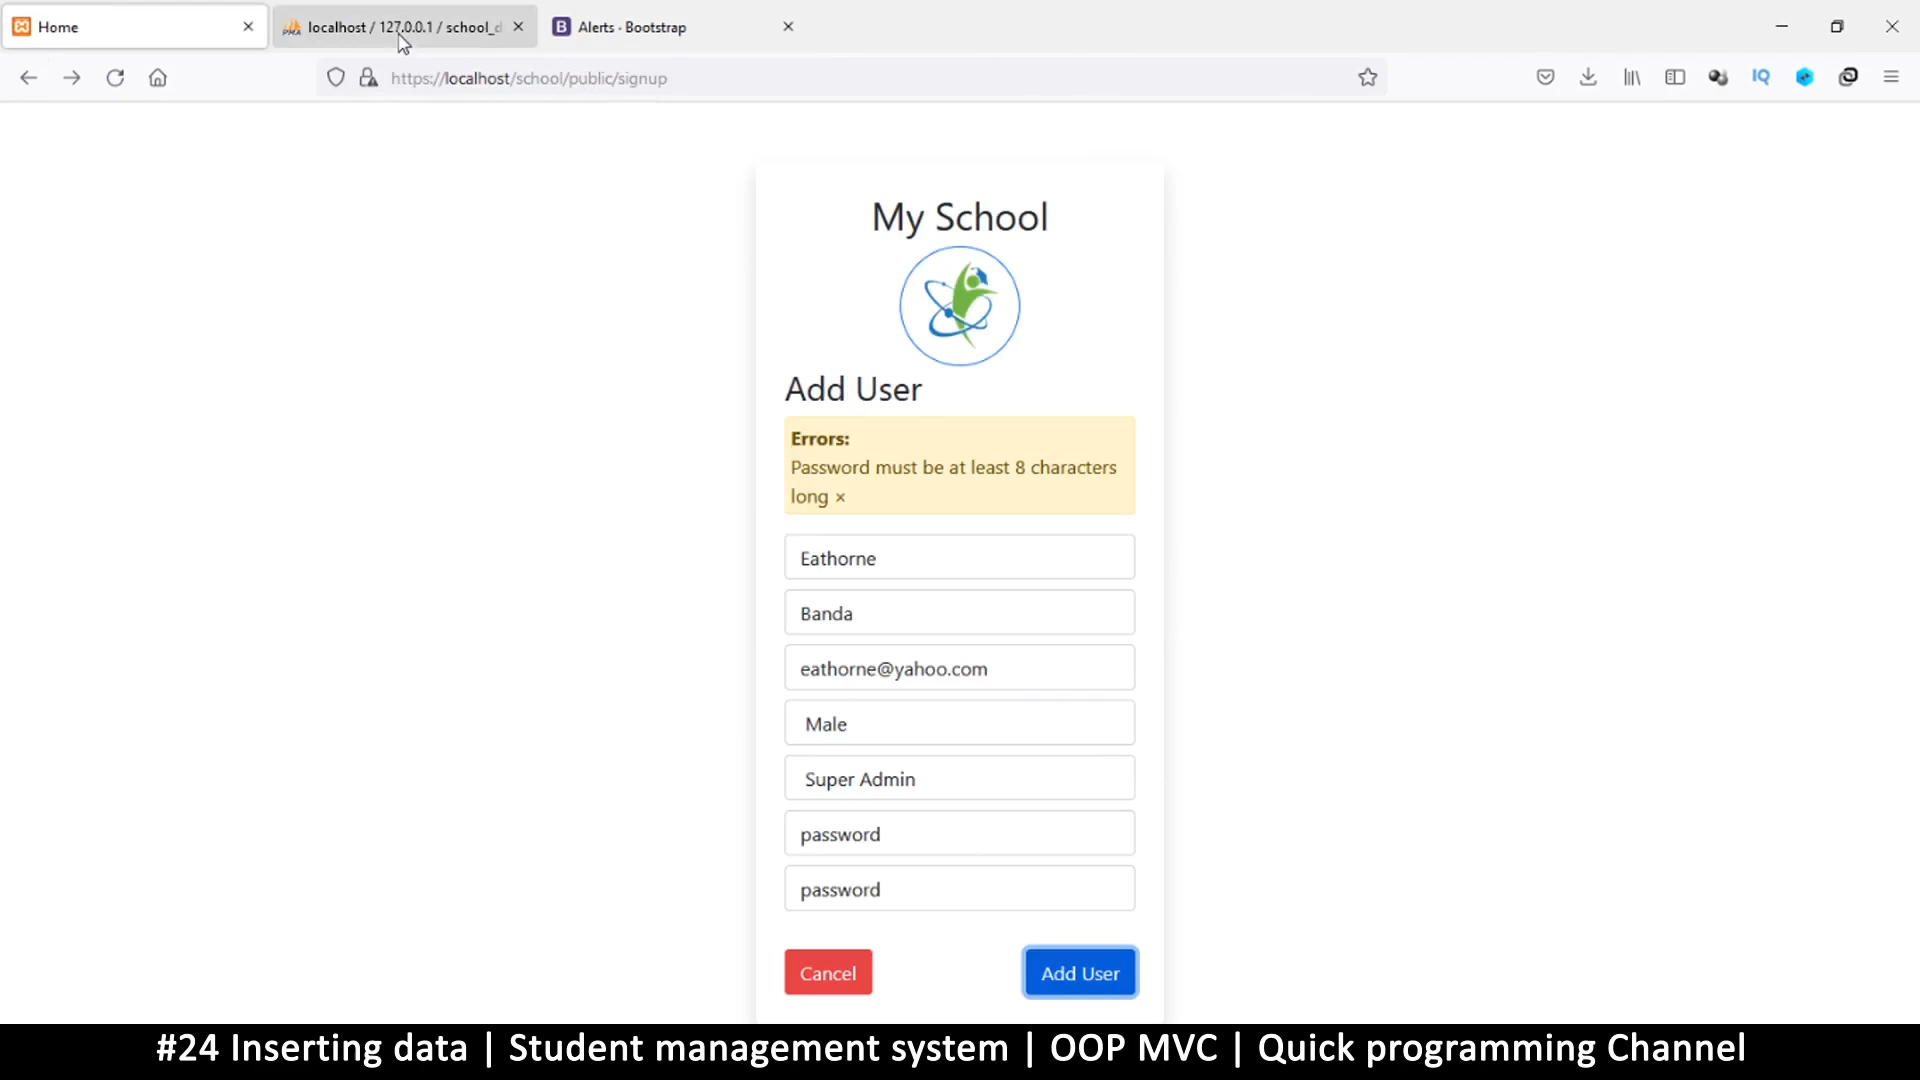 Home
localhost / 127.0.0.1 / school_d
Alerts · Bootstrap
https://localhost/school/public/signup
IQ
My School
Add User
Errors:
Password must be at least 8 characters
long ×
Eathorne
Banda
eathorne@yahoo.com
Male
Super Admin
password
password
Cancel
Add User
#24 Inserting data | Student management system | OOP MVC | Quick programming Channel